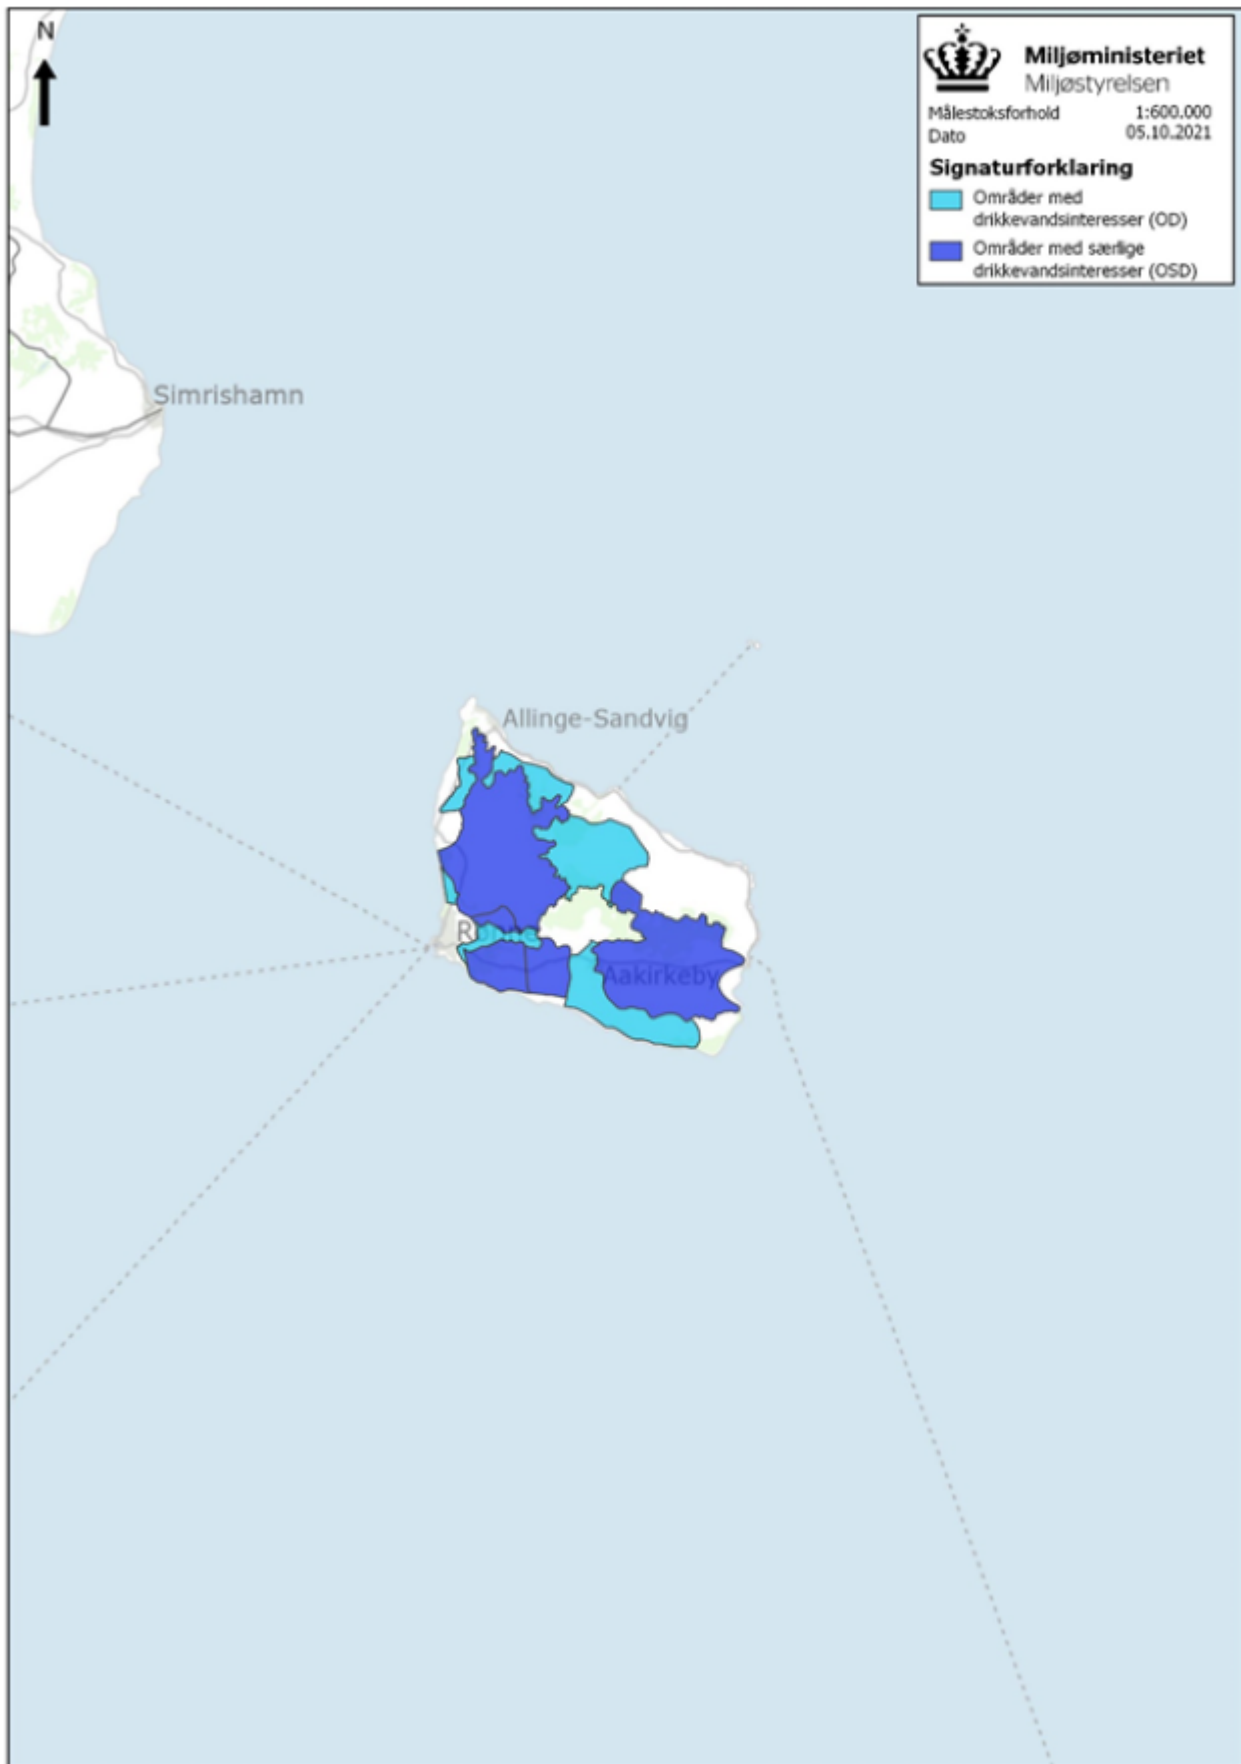 N
Miljøministeriet
Miljøstyrelsen
Målestoksforhold 1:600.000
Dato 05.10.2021
Signaturforklaring
Områder med
drikkevandsinteresser (OD)
Områder med særlige
drikkevandsinteresser (OSD)
Simrishamn
Allinge-Sandvig
Rønne
Aakirkeby